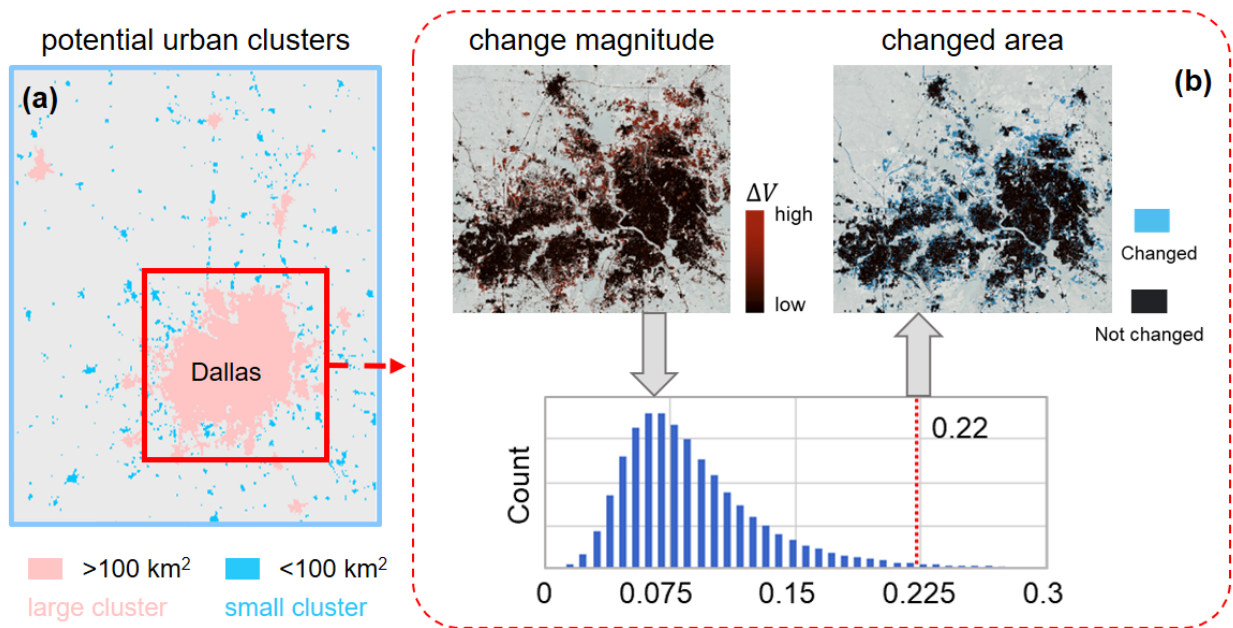 potential urban clusters
(a)
Dallas
>100 km²
<100 km²
large cluster
small cluster
change magnitude
changed area
(b)
ΔV
high
low
Changed
Not changed
0.22
Count
0
0.075
0.15
0.225
0.3